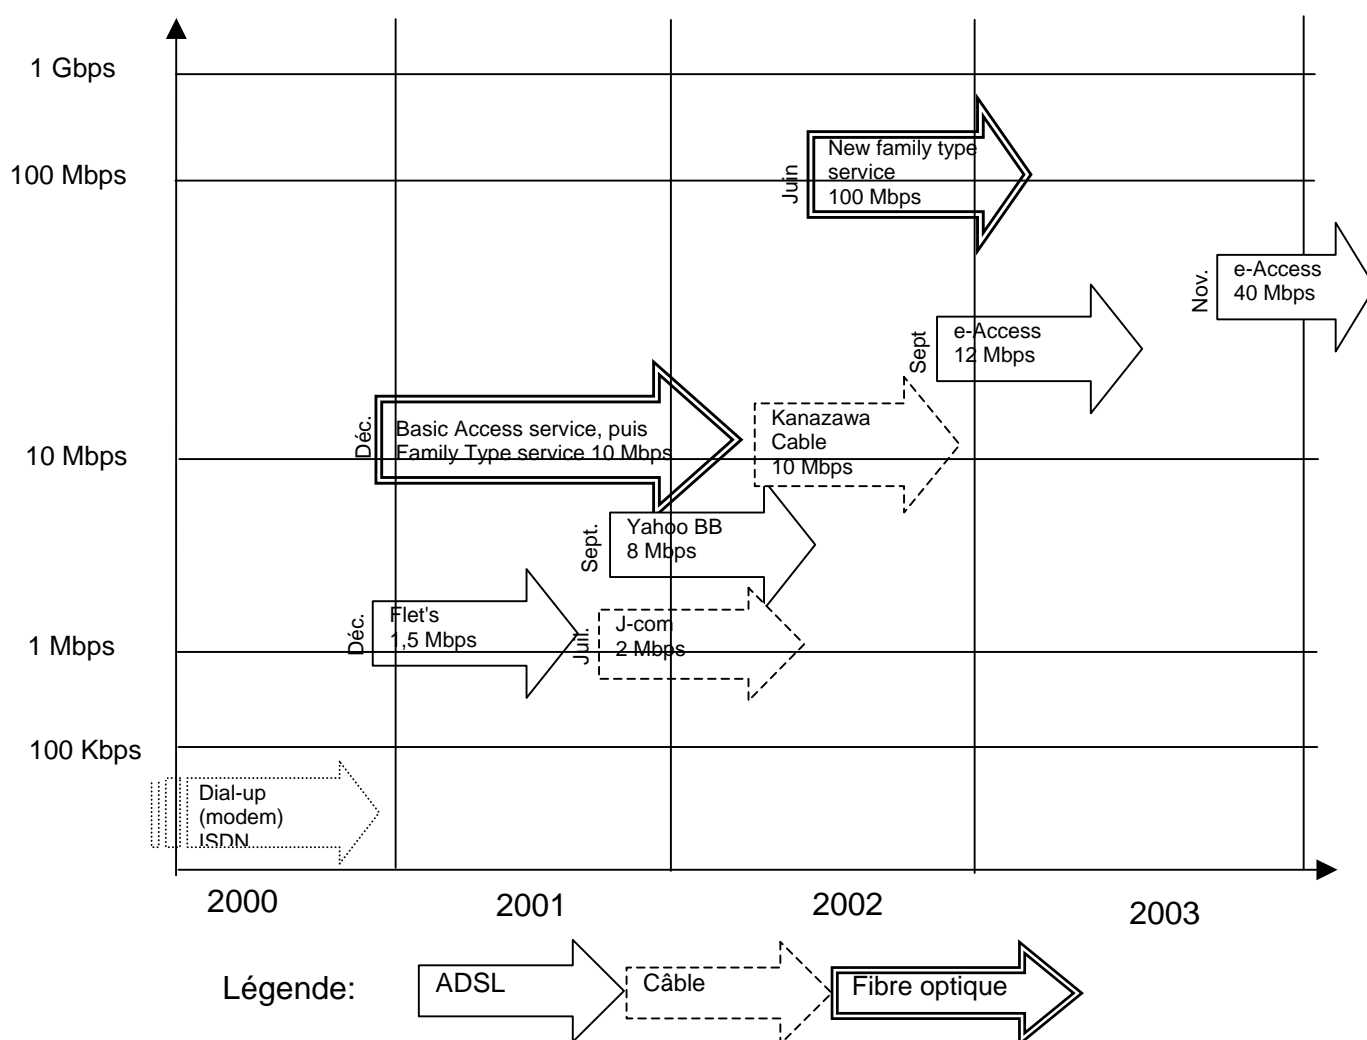 1 Gbps
100 Mbps
Juin
New family type
service
100 Mbps
Nov.
e-Access
40 Mbps
Sept
e-Access
12 Mbps
10 Mbps
Déc.
Basic Access service, puis
Family Type service 10 Mbps
Kanazawa
Cable
10 Mbps
Sept.
Yahoo BB
8 Mbps
1 Mbps
Déc.
Flet's
1,5 Mbps
Juil.
J-com
2 Mbps
100 Kbps
Dial-up
(modem)
ISDN
2000
2001
2002
2003
Légende:
ADSL
Câble
Fibre optique